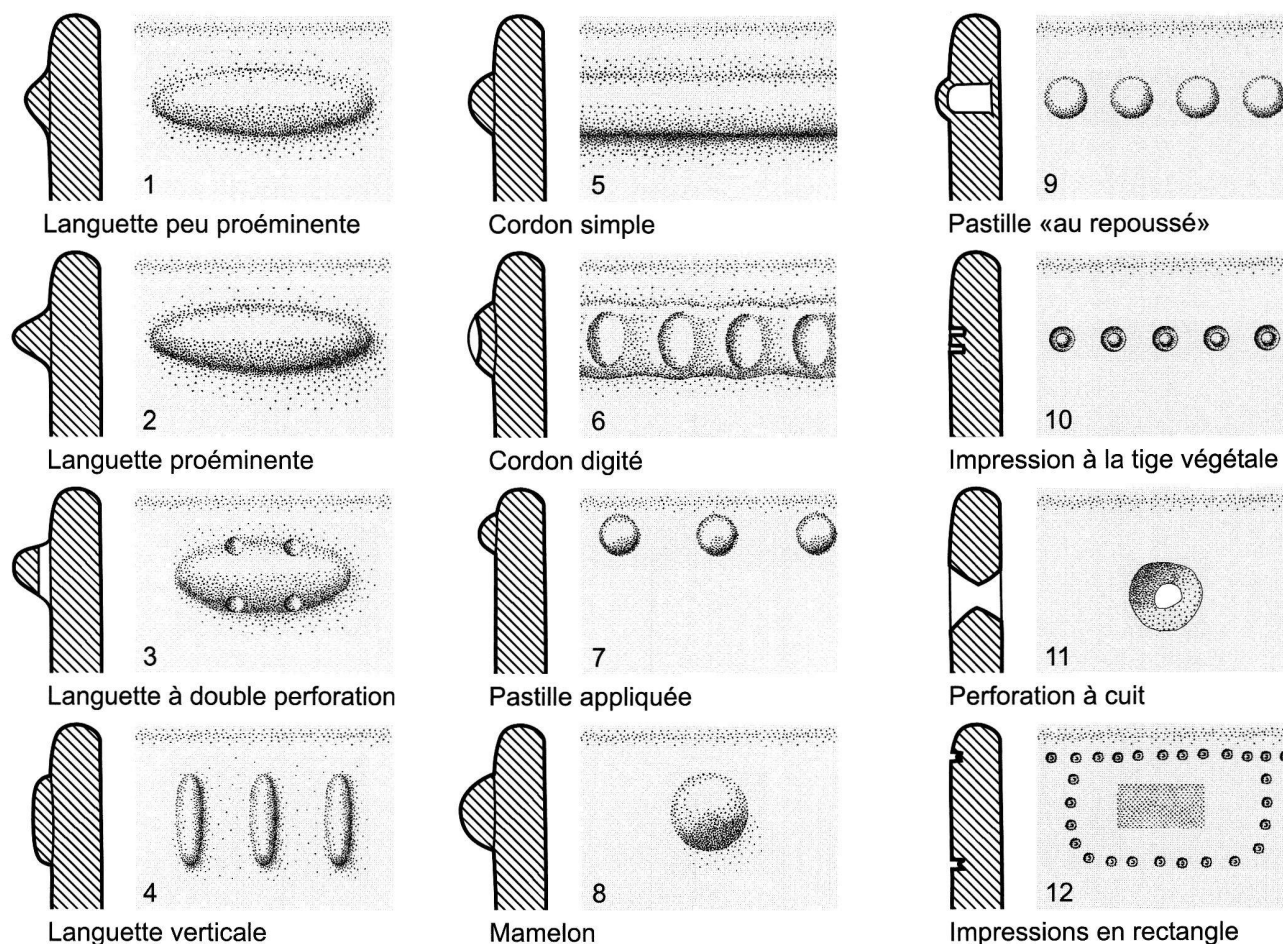 1
Languette peu proéminente
2
Languette proéminente
3
Languette à double perforation
4
Languette verticale
5
Cordon simple
6
Cordon digité
7
Pastille appliquée
8
Mamelon
9
Pastille «au repoussé»
10
Impression à la tige végétale
11
Perforation à cuit
12
Impressions en rectangle